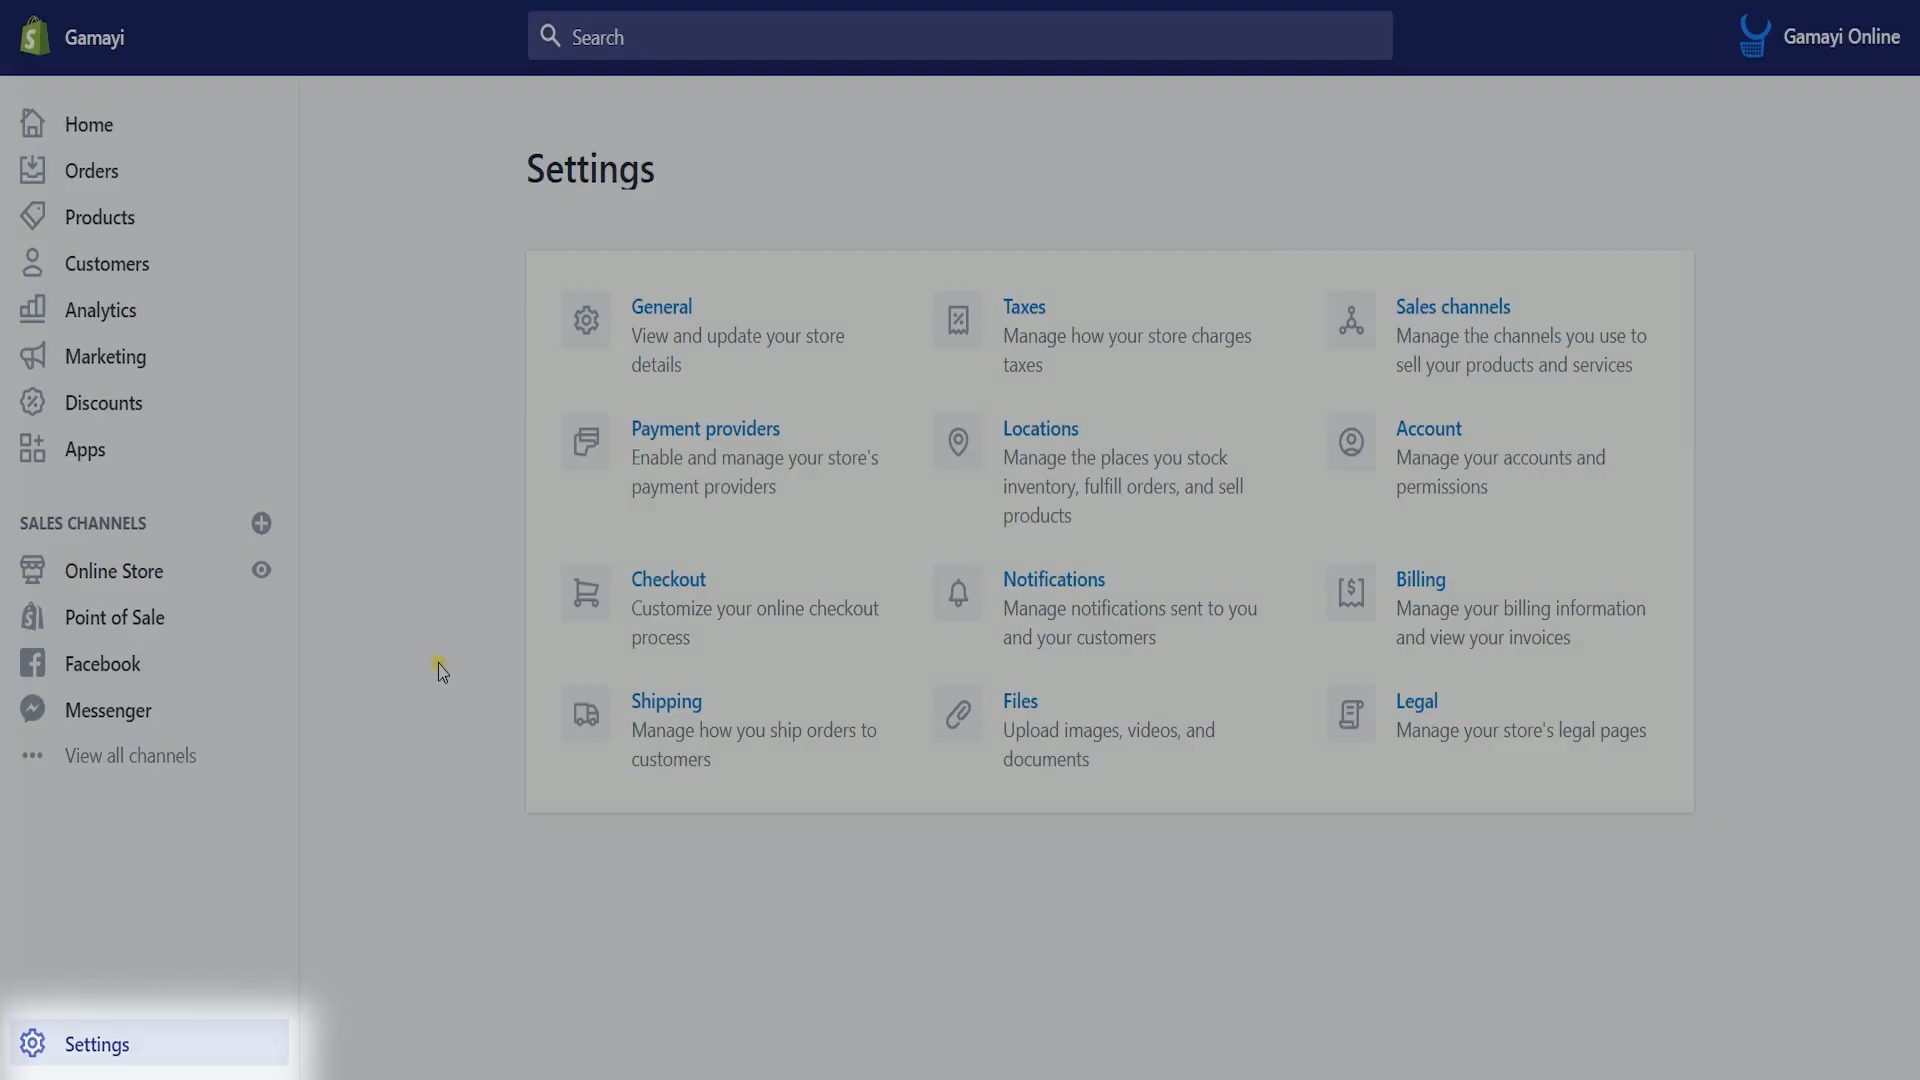 Gamayi
Search
Gamayi Online
Home
Orders
Products
Customers
Analytics
Marketing
Discounts
Apps
SALES CHANNELS
Online Store
Point of Sale
Facebook
Messenger
View all channels
Settings
Settings
General
View and update your store
details
Taxes
Manage how your store charges
taxes
Sales channels
Manage the channels you use to
sell your products and services
Payment providers
Enable and manage your store's
payment providers
Locations
Manage the places you stock
inventory, fulfill orders, and sell
products
Account
Manage your accounts and
permissions
Checkout
Customize your online checkout
process
Notifications
Manage notifications sent to you
and your customers
Billing
Manage your billing information
and view your invoices
Shipping
Manage how you ship orders to
customers
Files
Upload images, videos, and
documents
Legal
Manage your store's legal pages